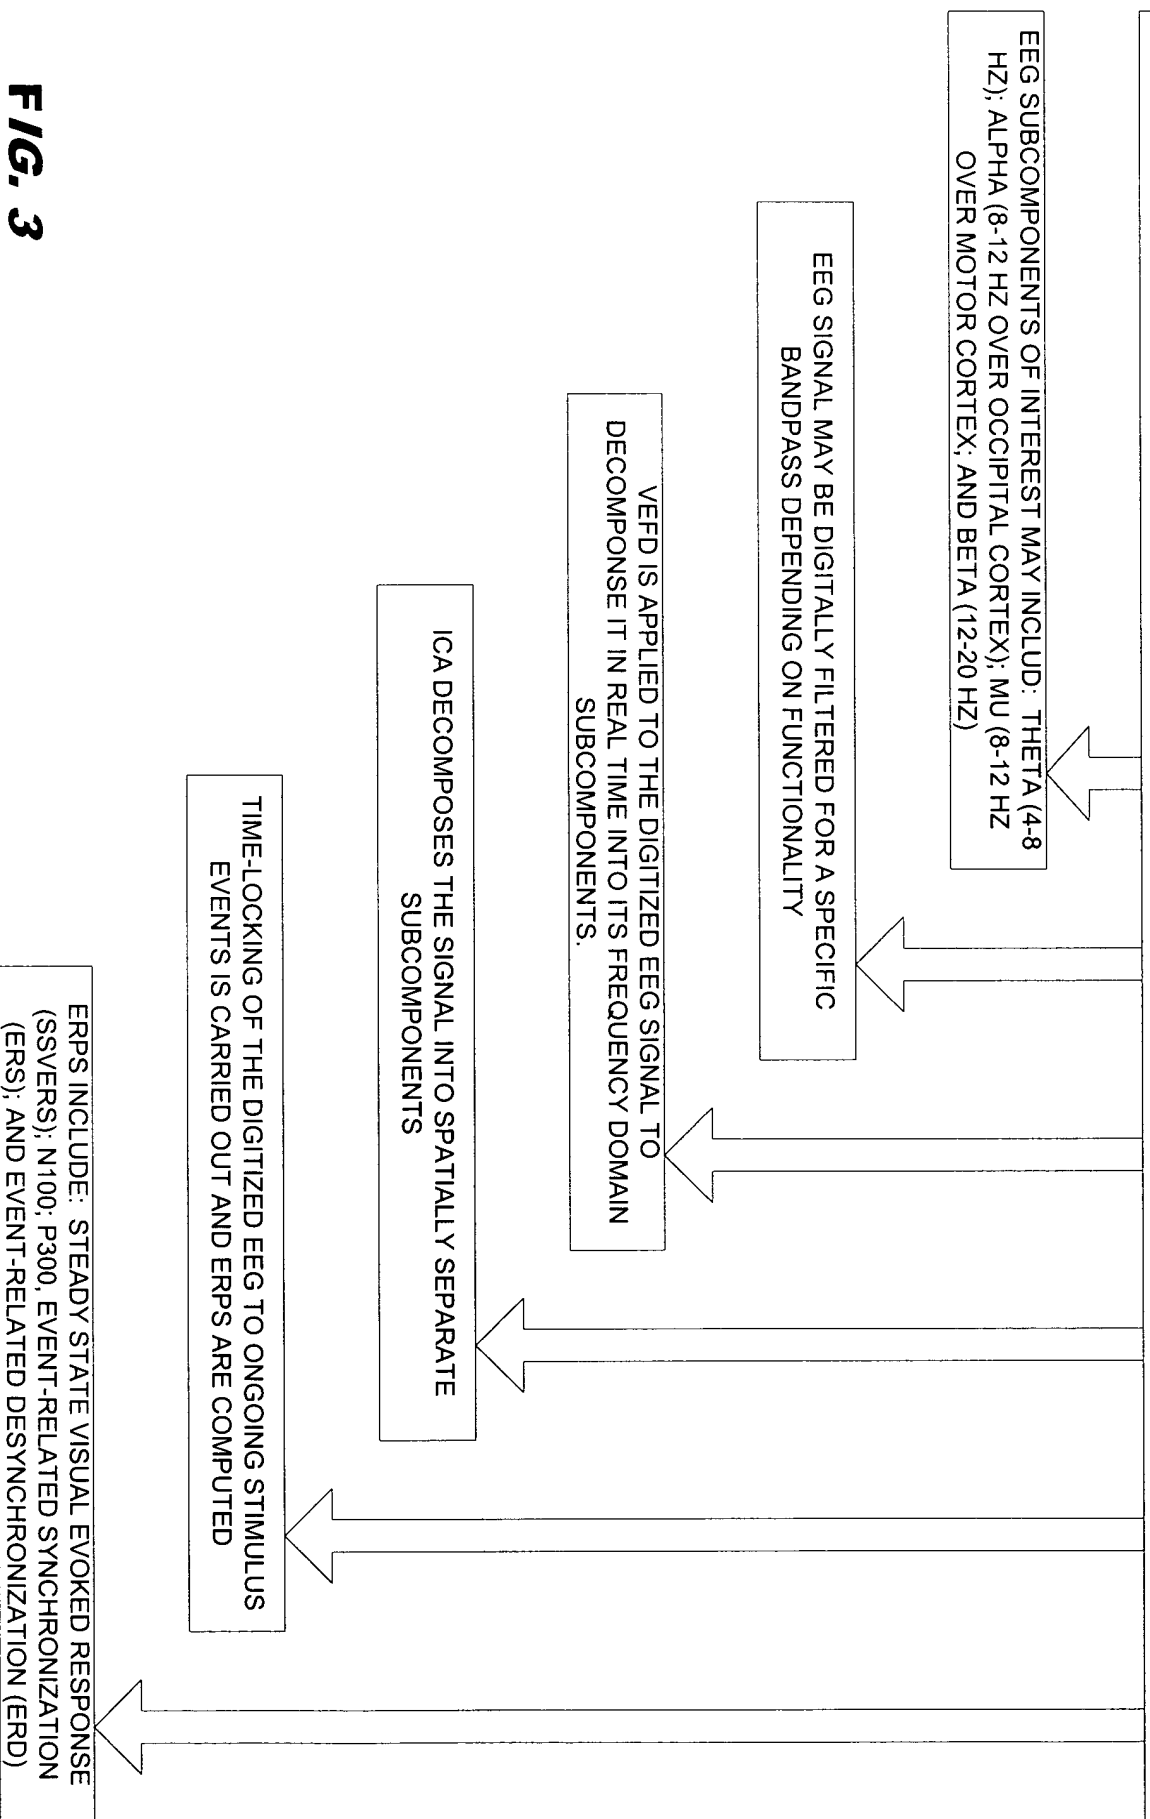 EEG SUBCOMPONENTS OF INTEREST MAY INCLUD: THETA (4-8
HZ); ALPHA (8-12 HZ OVER OCCIPITAL CORTEX); MU (8-12 HZ
OVER MOTOR CORTEX; AND BETA (12-20 HZ)
EEG SIGNAL MAY BE DIGITALLY FILTERED FOR A SPECIFIC
BANDPASS DEPENDING ON FUNCTIONALITY
VEFD IS APPLIED TO THE DIGITIZED EEG SIGNAL TO
DECOMPONSE IT IN REAL TIME INTO ITS FREQUENCY DOMAIN
SUBCOMPONENTS.
ICA DECOMPOSES THE SIGNAL INTO SPATIALLY SEPARATE
SUBCOMPONENTS
TIME-LOCKING OF THE DIGITIZED EEG TO ONGOING STIMULUS
EVENTS IS CARRIED OUT AND ERPS ARE COMPUTED
ERPS INCLUDE: STEADY STATE VISUAL EVOKED RESPONSE
(SSVERS); N100; P300, EVENT-RELATED SYNCHRONIZATION
(ERS); AND EVENT-RELATED DESYNCHRONIZATION (ERD)
FIG. 3